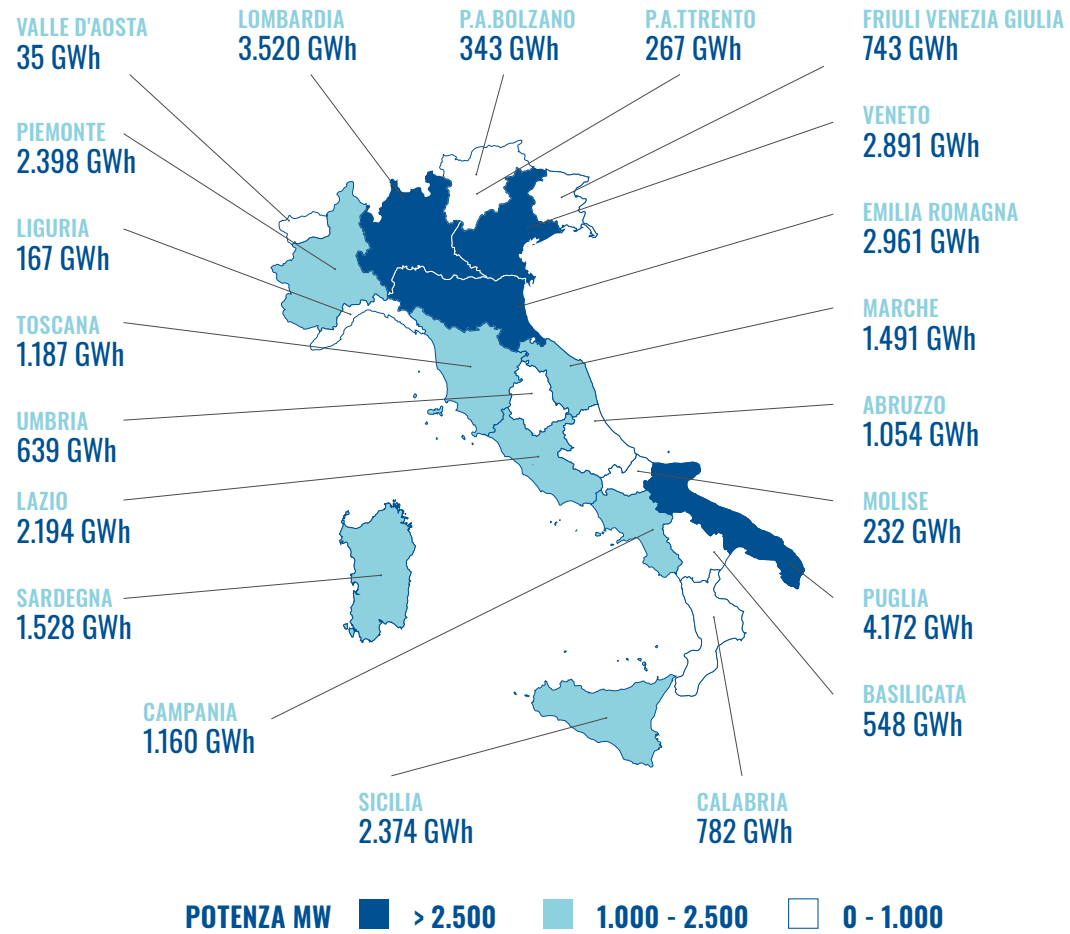 VALLE D'AOSTA
35 GWh
LOMBARDIA
3.520 GWh
P.A.BOLZANO
343 GWh
P.A.TTRENTO
267 GWh
FRIULI VENEZIA GIULIA
743 GWh
PIEMONTE
2.398 GWh
VENETO
2.891 GWh
LIGURIA
167 GWh
EMILIA ROMAGNA
2.961 GWh
TOSCANA
1.187 GWh
MARCHE
1.491 GWh
UMBRIA
639 GWh
ABRUZZO
1.054 GWh
LAZIO
2.194 GWh
MOLISE
232 GWh
SARDEGNA
1.528 GWh
PUGLIA
4.172 GWh
CAMPANIA
1.160 GWh
BASILICATA
548 GWh
SICILIA
2.374 GWh
CALABRIA
782 GWh
POTENZA MW > 2.500 1.000 - 2.500 0 - 1.000